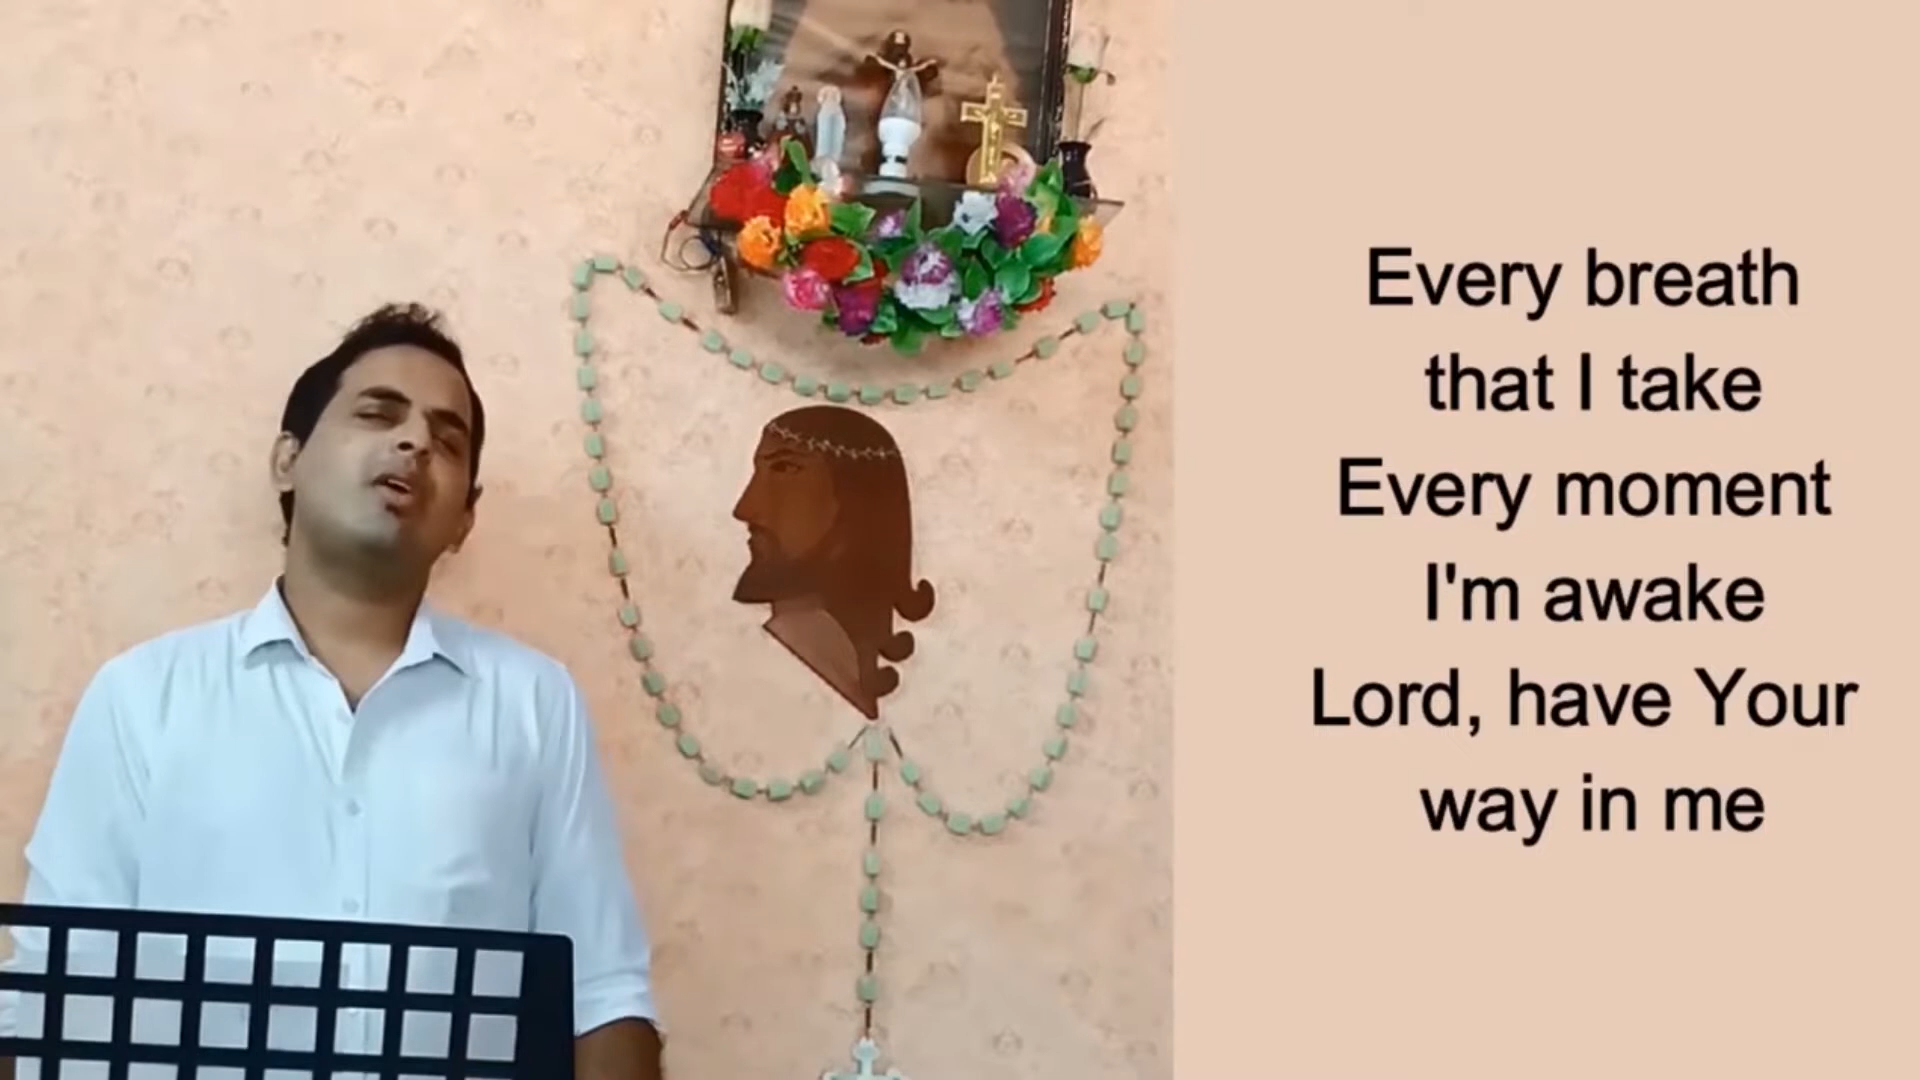 Every breath
that I take
Every moment
I'm awake
Lord, have Your
way in me